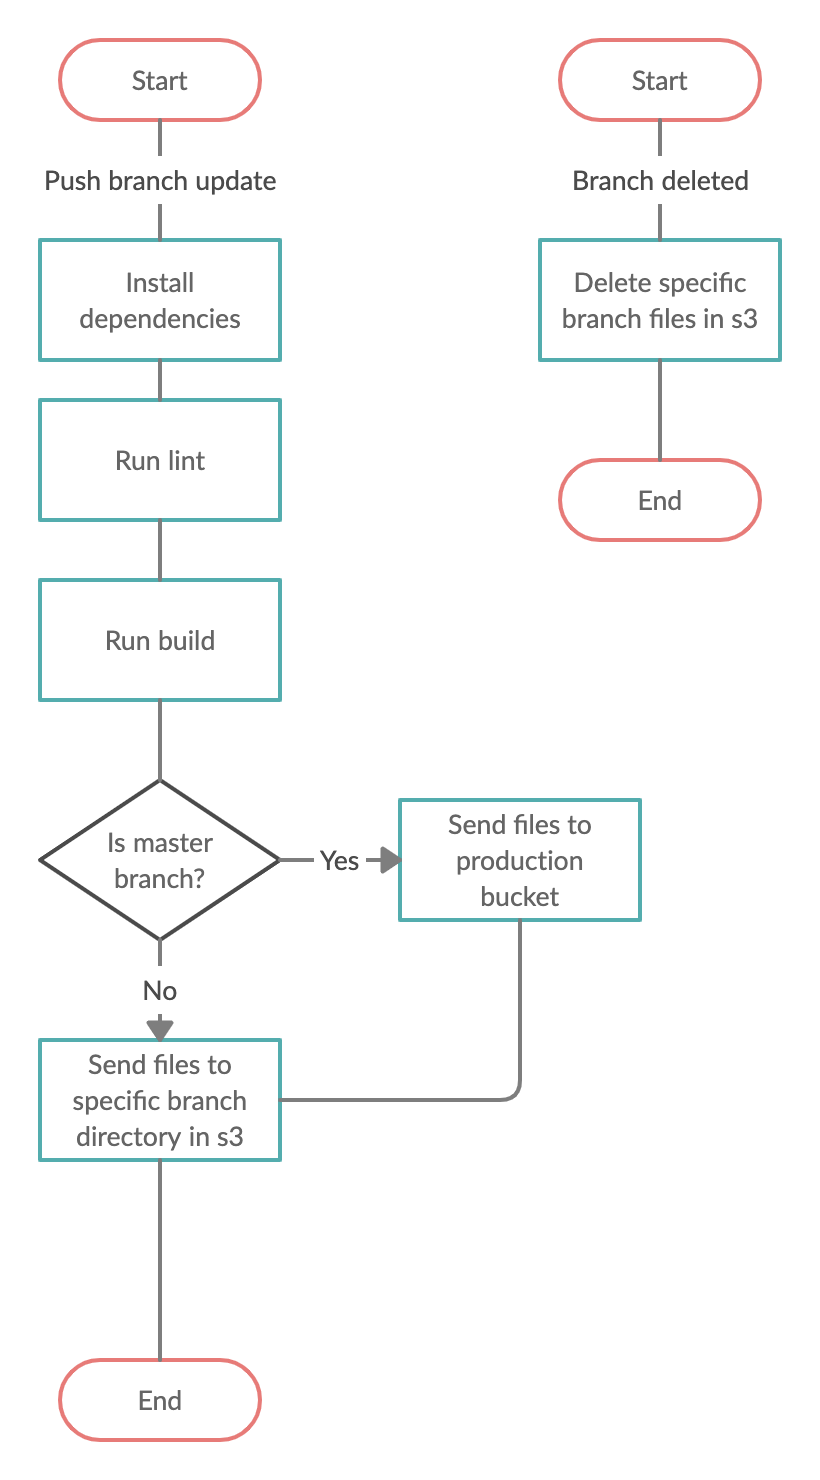 Start
Push branch update
Install
dependencies
Run lint
Run build
Is master
branch?
Yes
Send files to
production
bucket
No
Send files to
specific branch
directory in s3
End
Start
Branch deleted
Delete specific
branch files in s3
End